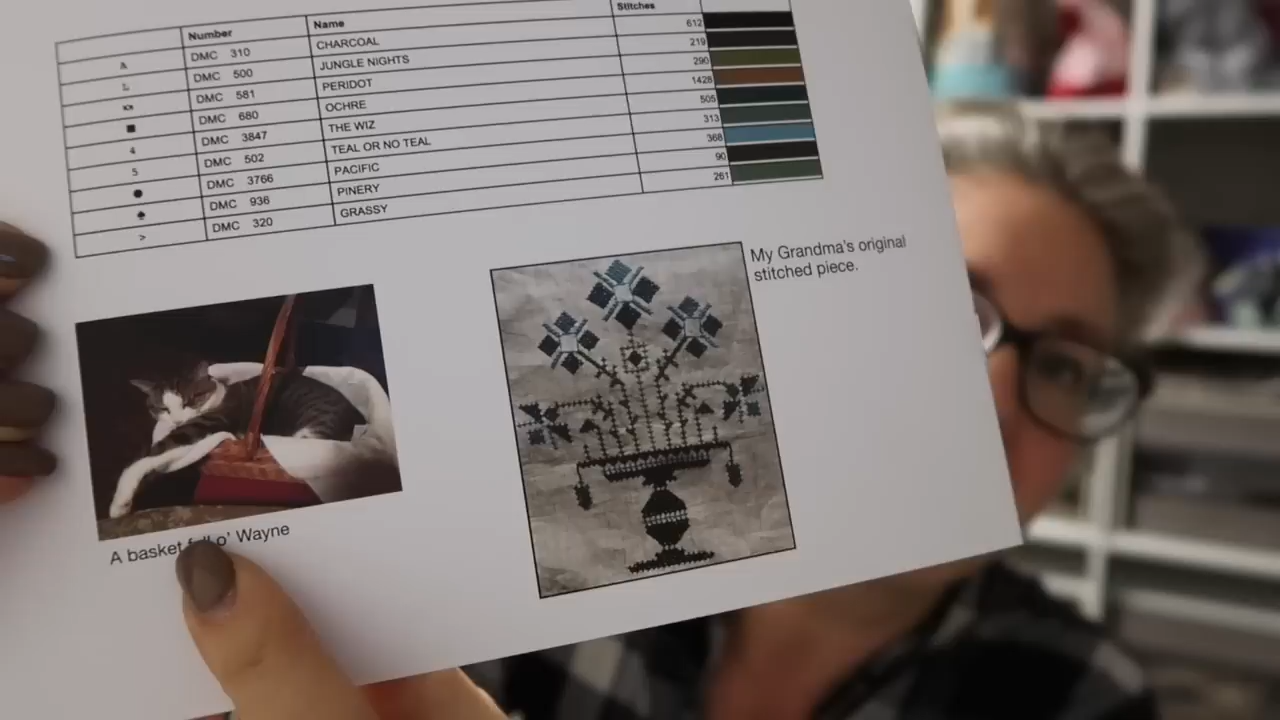 Number Name Stitches
DMC 310 CHARCOAL 612
L DMC 500 JUNGLE NIGHTS 219
DMC 581 PERIDOT 290
■ DMC 680 OCHRE 1428
4 DMC 3847 THE WIZ 505
5 DMC 502 TEAL OR NO TEAL 313
● DMC 3766 PACIFIC 368
♠ DMC 936 PINERY 90
> DMC 320 GRASSY 261
My Grandma's original
stitched piece.
A basket o' Wayne